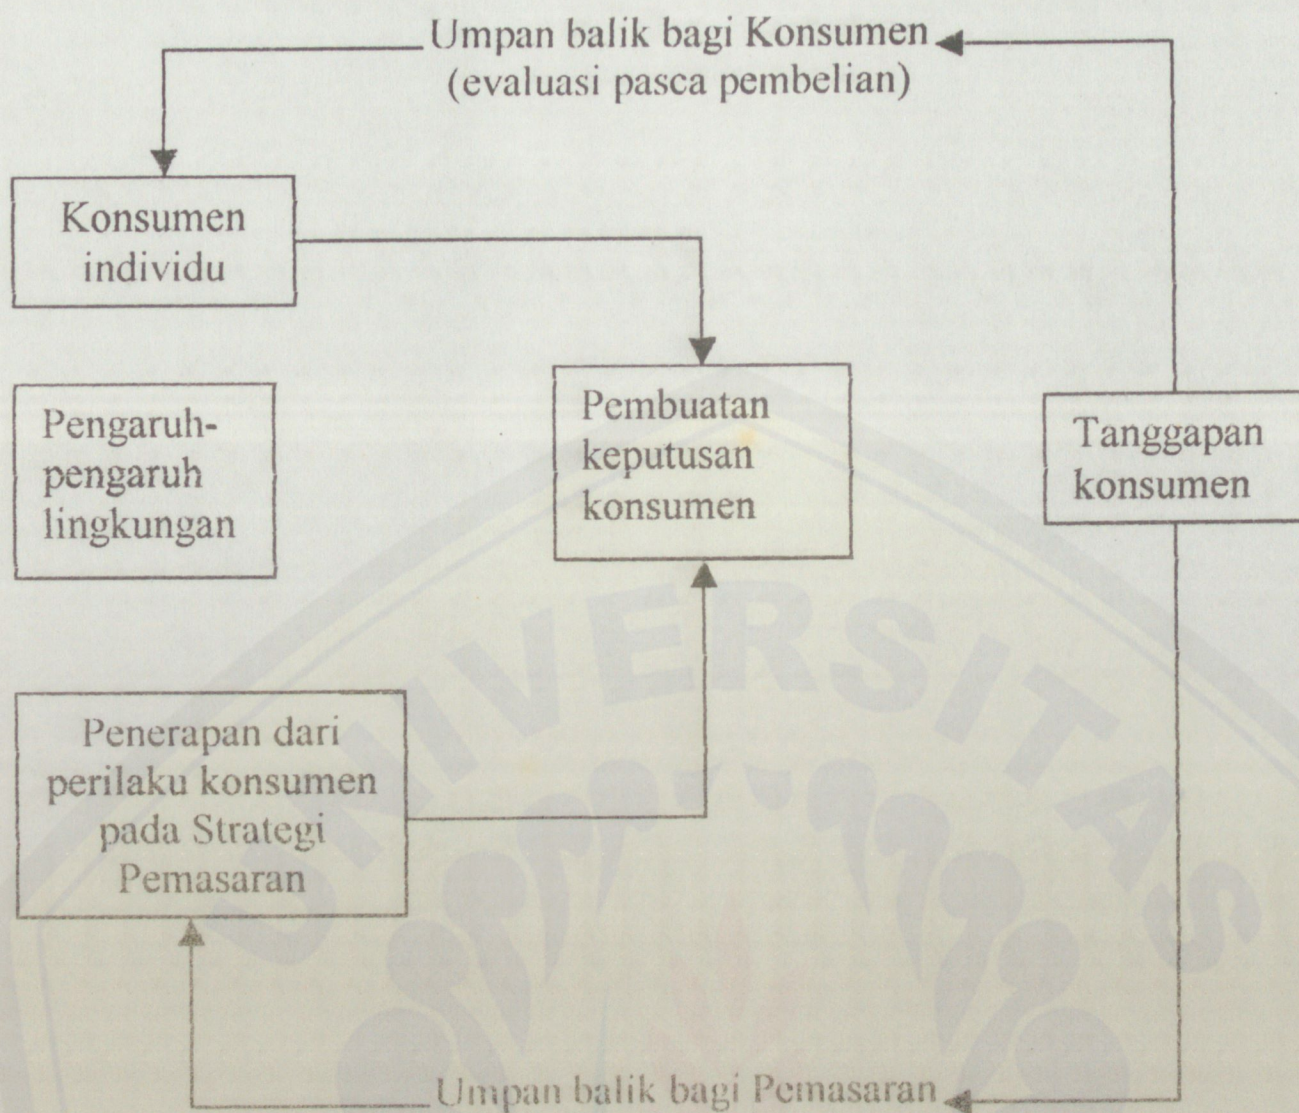 Umpan balik bagi Konsumen
(evaluasi pasca pembelian)
Konsumen
individu
Pengaruh-
pengaruh
lingkungan
Pembuatan
keputusan
konsumen
Tanggapan
konsumen
Penerapan dari
perilaku konsumen
pada Strategi
Pemasaran
Umpan balik bagi Pemasaran
UNIVERSITAS